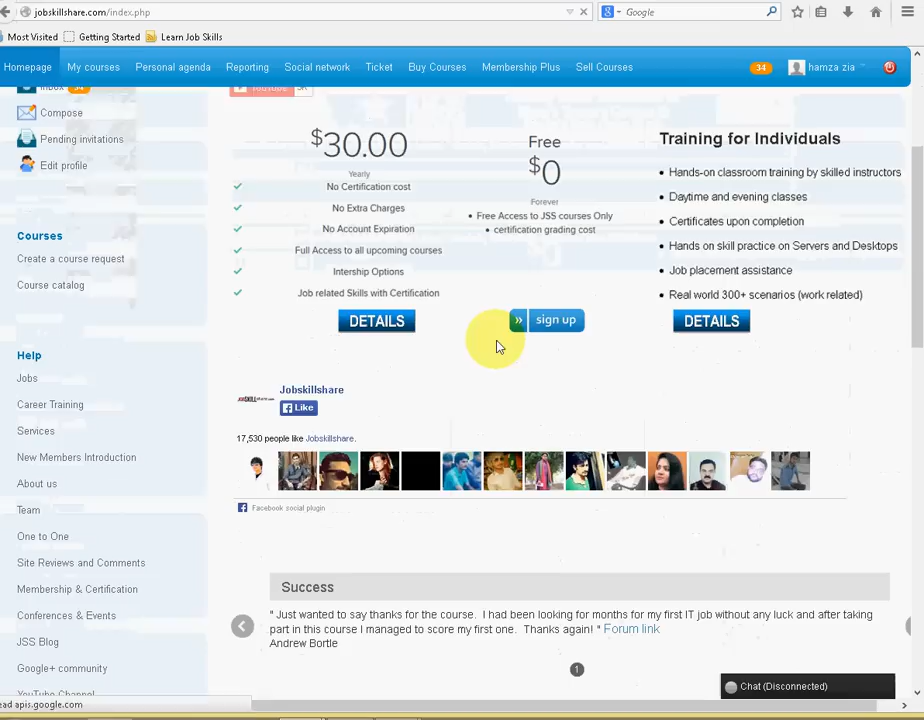 jobskillshare.com/index.php
Google
Most Visited
Getting Started
Learn Job Skills
Homepage
My courses
Personal agenda
Reporting
Social network
Ticket
Buy Courses
Membership Plus
Sell Courses
34
hamza zia
Inbox
34
Compose
Pending invitations
Edit profile
Courses
Create a course request
Course catalog
Help
Jobs
Career Training
Services
New Members Introduction
About us
Team
One to One
Site Reviews and Comments
Membership & Certification
Conferences & Events
JSS Blog
Google+ community
YouTube Channel
ead apis.google.com
YouTube
$30.00
Yearly
No Certification cost
No Extra Charges
No Account Expiration
Full Access to all upcoming courses
Intership Options
Job related Skills with Certification
DETAILS
Free
$0
Forever
• Free Access to JSS courses Only
• certification grading cost
» sign up
Training for Individuals
• Hands-on classroom training by skilled instructors
• Daytime and evening classes
• Certificates upon completion
• Hands on skill practice on Servers and Desktops
• Job placement assistance
• Real world 300+ scenarios (work related)
DETAILS
Jobskillshare
Like
17,530 people like Jobskillshare.
Facebook social plugin
Success
" Just wanted to say thanks for the course.  I had been looking for months for my first IT job without any luck and after taking
part in this course I managed to score my first one.  Thanks again! " Forum link
Andrew Bortle
1
Chat (Disconnected)